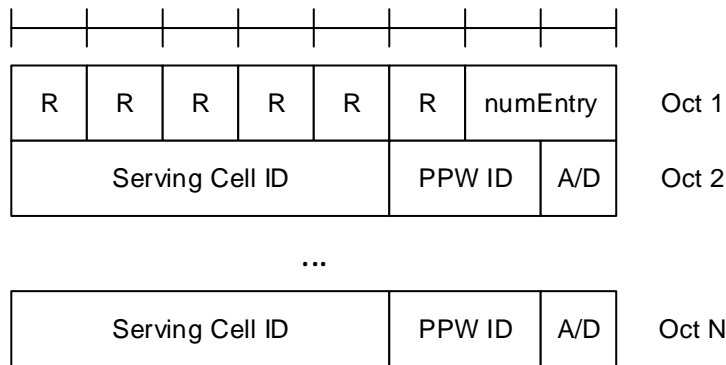 R R R R R R numEntry Oct 1
Serving Cell ID PPW ID A/D Oct 2
...
Serving Cell ID PPW ID A/D Oct N